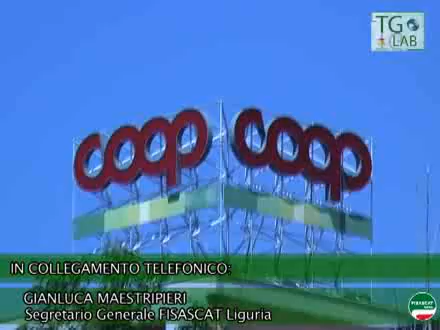 TG
LAB
coop coop
IN COLLEGAMENTO TELEFONICO:
GIANLUCA MAESTRIPIERI
Segretario Generale FISASCAT Liguria
FISASCAT